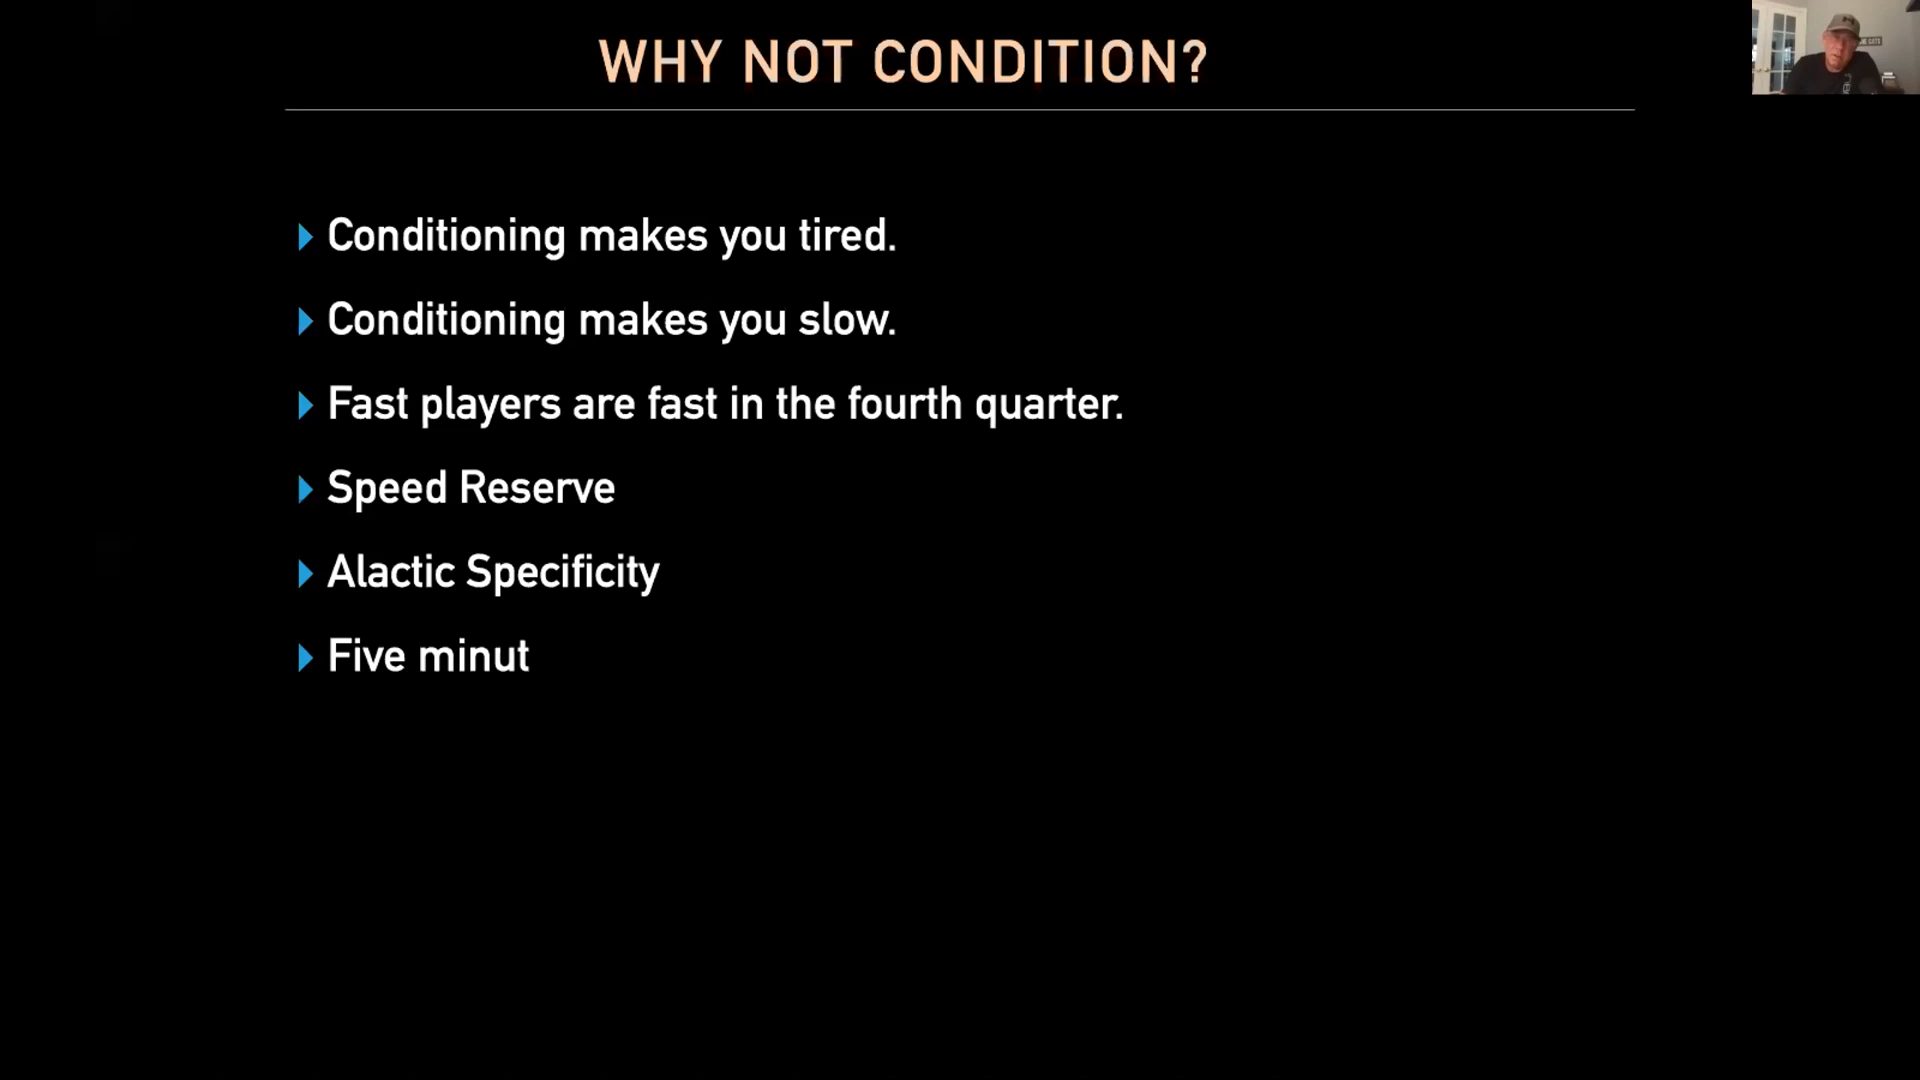 WHY NOT CONDITION?
Conditioning makes you tired.
Conditioning makes you slow.
Fast players are fast in the fourth quarter.
Speed Reserve
Alactic Specificity
Five minut